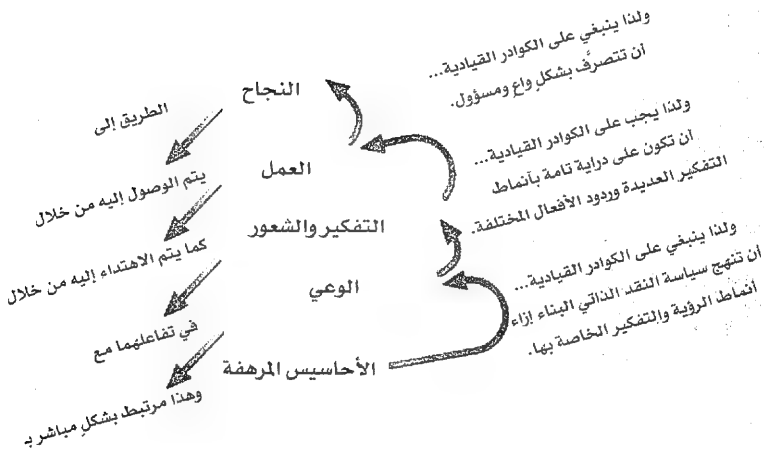 ولذا ينبغي على الكوادر القيادية...
أن تتصرَّف بشكلٍ واعٍ ومسؤول.
النجاح
الطريق إلى
ولذا يجب على الكوادر القيادية...
أن تكون على دراية تامة بأنماط
التفكير العديدة وردود الأفعال المختلفة.
العمل
يتم الوصول إليه من خلال
التفكير والشعور
كما يتم الاهتداء إليه من خلال
ولذا ينبغي على الكوادر القيادية...
أن تنهج سياسة النقد الذاتي البناء إزاء
أنماط الرؤية والتفكير الخاصة بها.
الوعي
في تفاعلهما مع
الأحاسيس المرهفة
وهذا مرتبط بشكلٍ مباشر بـ